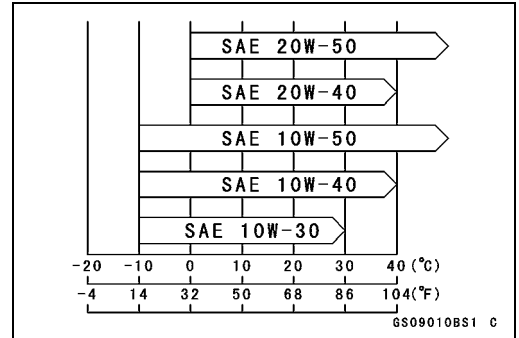 SAE 20W-50
SAE 20W-40
SAE 10W-50
SAE 10W-40
SAE 10W-30
-20 -10 0 10 20 30 40 (°C)
-4 14 32 50 68 86 104(°F)
GS09010BS1 C